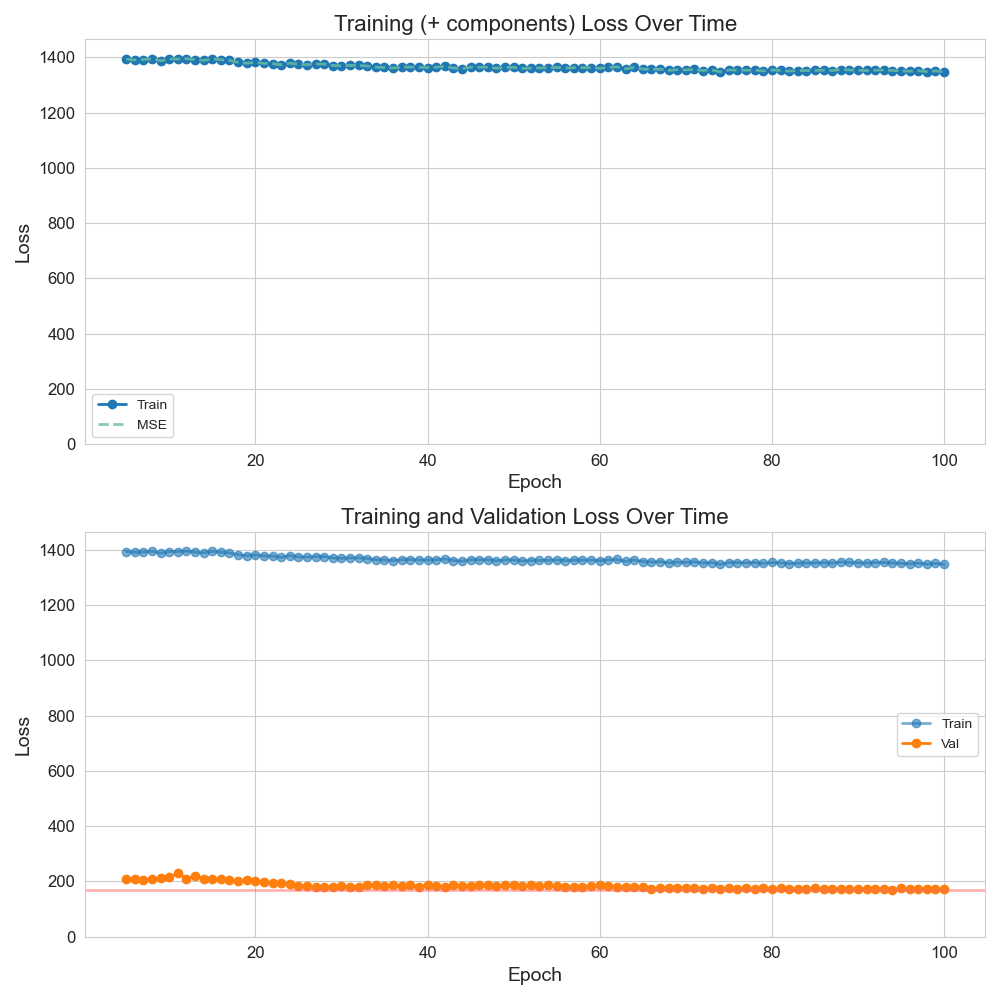 Training (+ components) Loss Over Time
1400
1200
1000
800
600
400
200
0
Loss
Train
MSE
20 40 60 80 100
Epoch
Training and Validation Loss Over Time
1400
1200
1000
800
600
400
200
0
Loss
Train
Val
20 40 60 80 100
Epoch